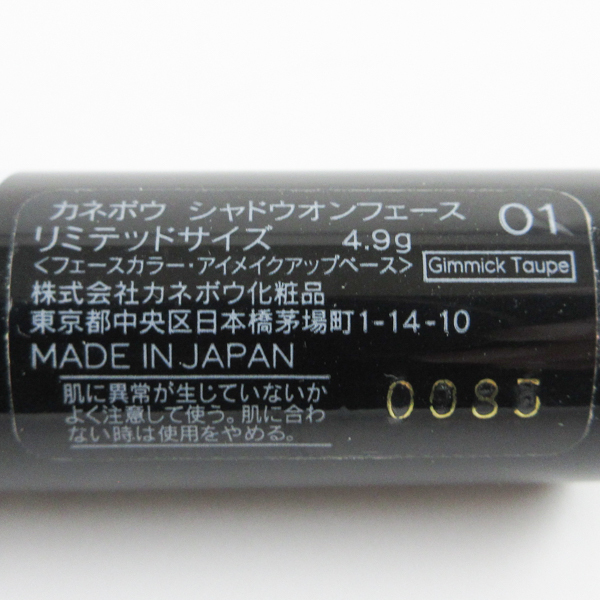 カネボウ シャドウオンフェース 01
リミテッドサイズ 4.9g
<フェースカラー・アイメイクアップベース> Gimmick Taupe
株式会社カネボウ化粧品
東京都中央区日本橋茅場町1-14-10
MADE IN JAPAN
肌に異常が生じていないか
よく注意して使う。肌に合わ
ない時は使用をやめる。
0085